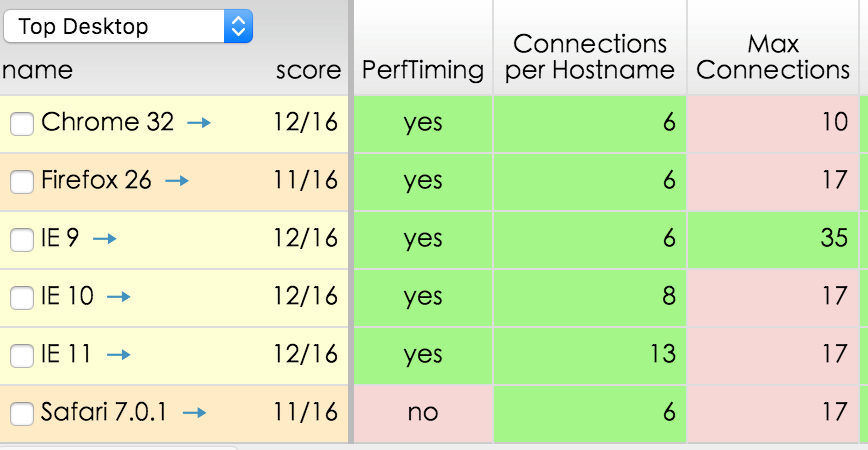 Top Desktop
name score PerfTiming Connections per Hostname Max Connections
Chrome 32 → 12/16 yes 6 10
Firefox 26 → 11/16 yes 6 17
IE 9 → 12/16 yes 6 35
IE 10 → 12/16 yes 8 17
IE 11 → 12/16 yes 13 17
Safari 7.0.1 → 11/16 no 6 17